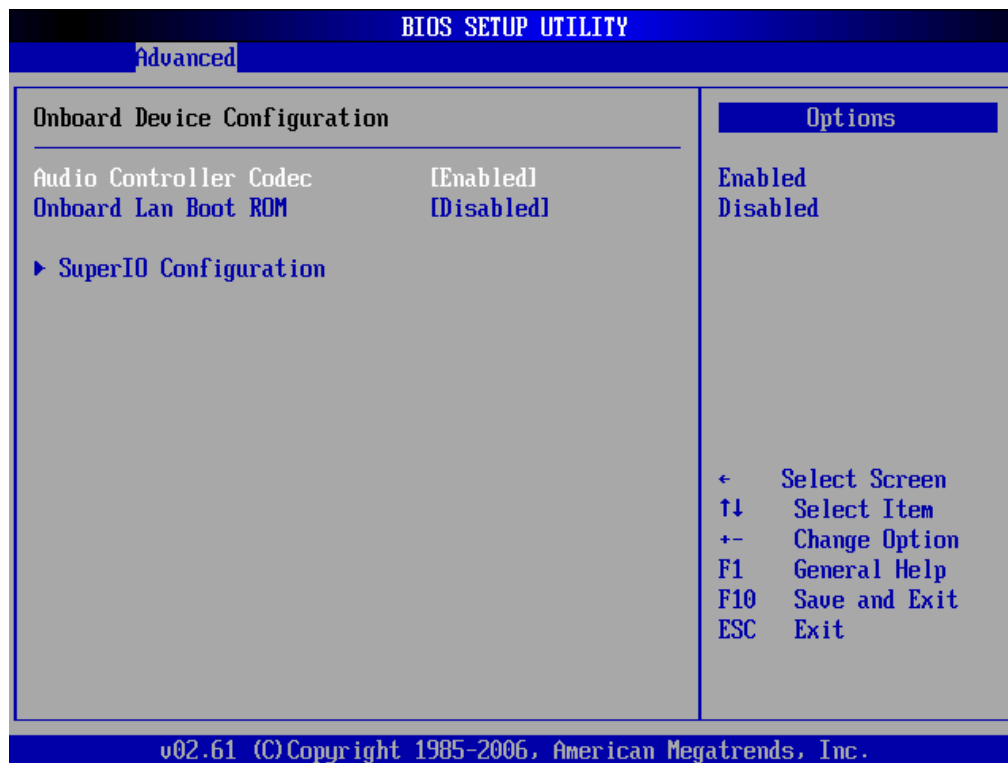 BIOS SETUP UTILITY
Advanced
Onboard Device Configuration
Audio Controller Codec [Enabled]
Onboard Lan Boot ROM [Disabled]
▶ SuperIO Configuration
Options
Enabled
Disabled
← Select Screen
↑↓ Select Item
+- Change Option
F1 General Help
F10 Save and Exit
ESC Exit
v02.61 (C)Copyright 1985-2006, American Megatrends, Inc.